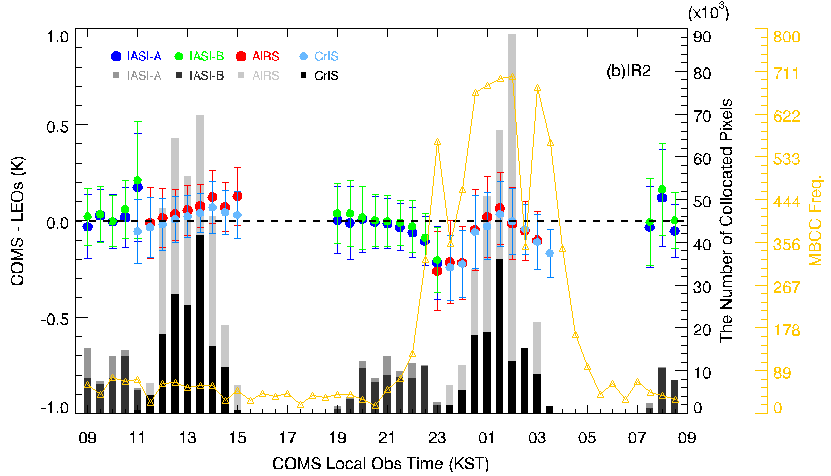 (x10³)
1.0
0.5
0.0
-0.5
-1.0
COMS - LEOs (K)
IASI-A IASI-B AIRS CrIS
IASI-A IASI-B AIRS CrIS
(b)IR2
90
80
70
60
50
40
30
20
10
0
The Number of Collocated Pixels
800
711
622
533
444
356
267
178
89
0
MBCC Freq.
09 11 13 15 17 19 21 23 01 03 05 07 09
COMS Local Obs Time (KST)